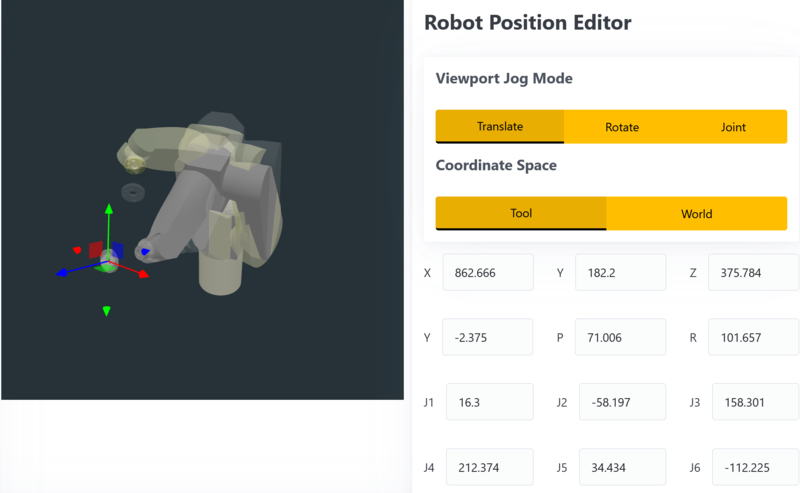 Robot Position Editor
Viewport Jog Mode
Translate Rotate Joint
Coordinate Space
Tool World
X 862.666 Y 182.2 Z 375.784
Y -2.375 P 71.006 R 101.657
J1 16.3 J2 -58.197 J3 158.301
J4 212.374 J5 34.434 J6 -112.225